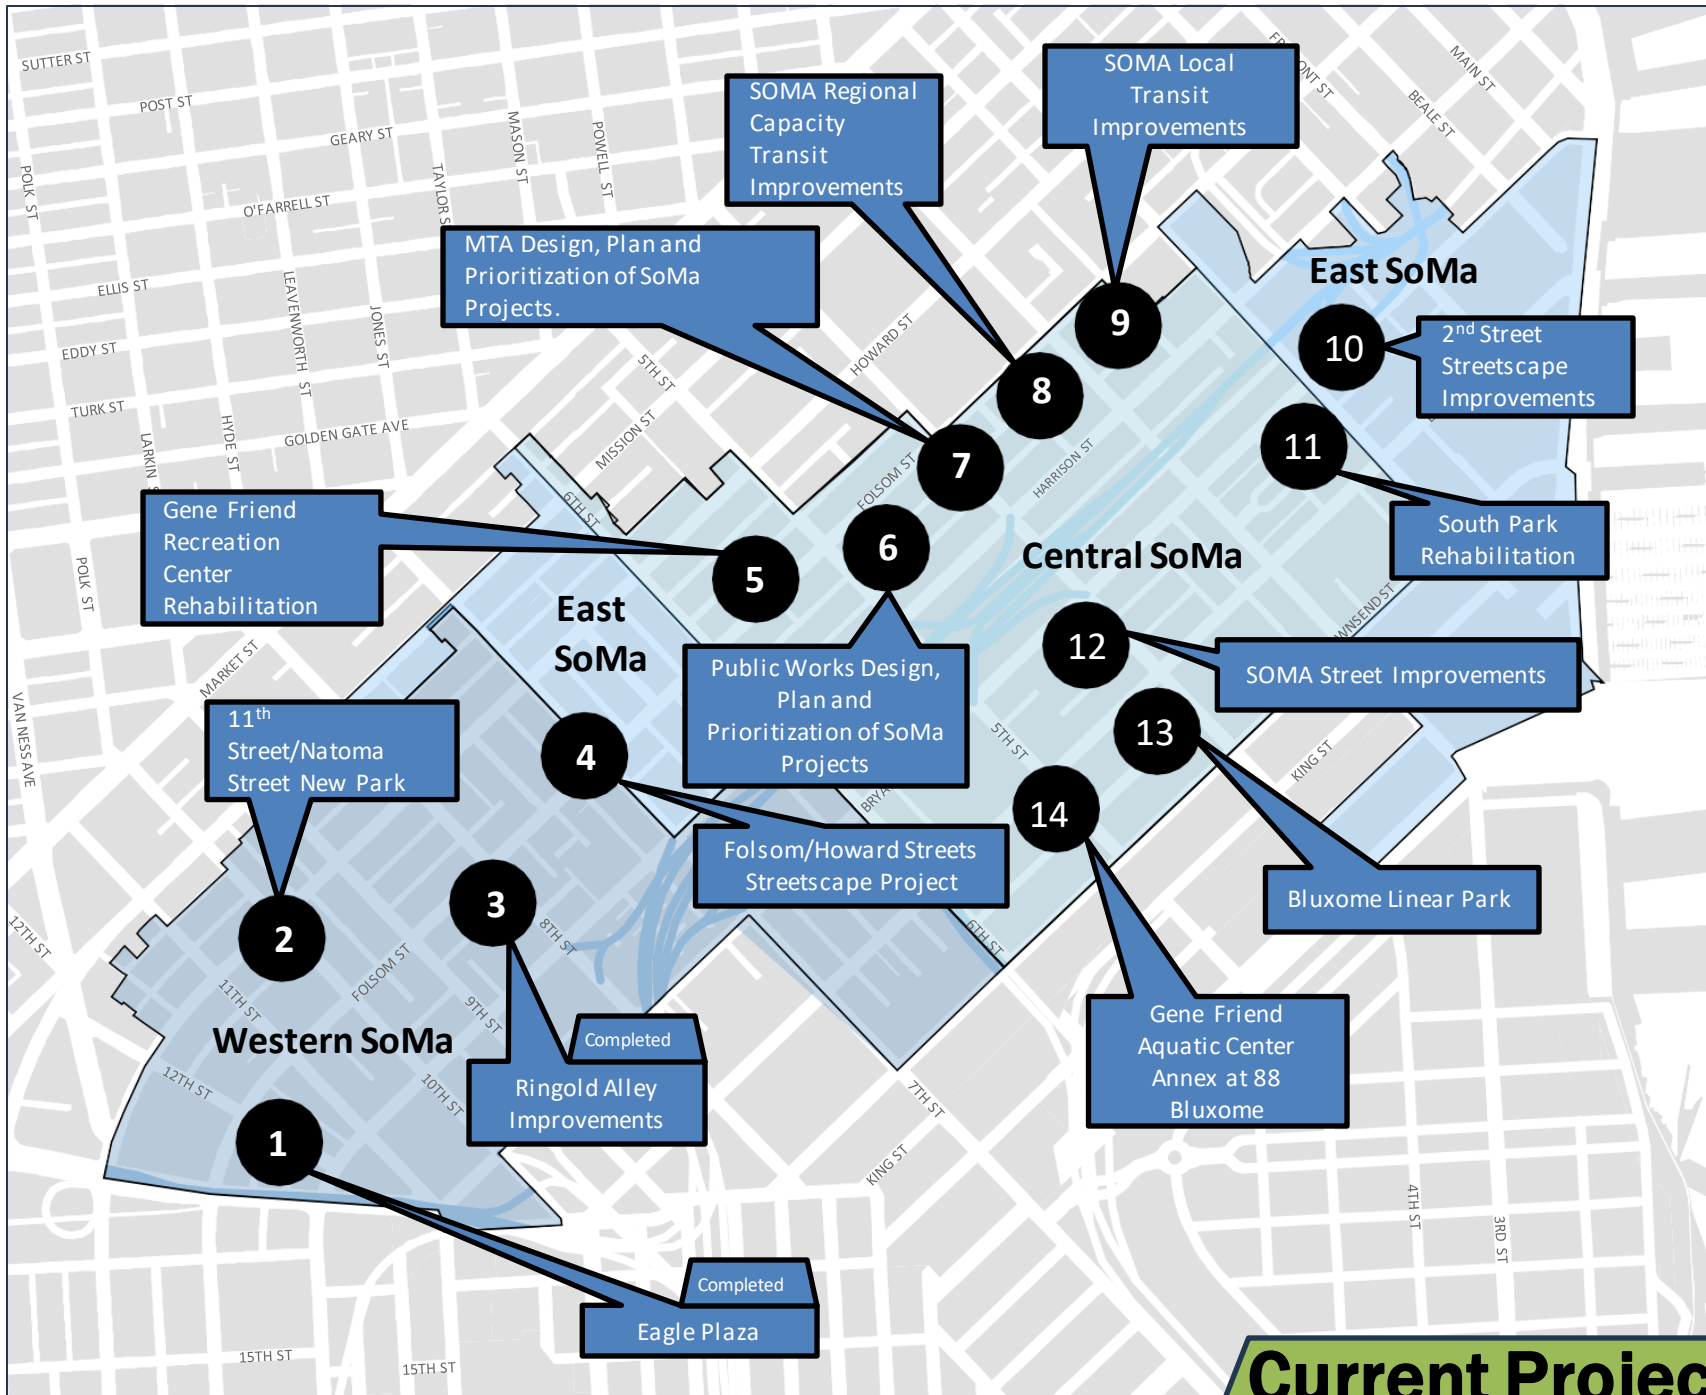 SUTTER ST
POST ST
GEARY ST
O'FARRELL ST
ELLIS ST
EDDY ST
TURK ST
GOLDEN GATE AVE
POLK ST
LARKIN
HYDE ST
LEAVENWORTH ST
JONES ST
TAYLOR S
MASON ST
POWELL ST
MAIN ST
BEALE ST
SOMA Regional
Capacity
Transit
Improvements
SOMA Local
Transit
Improvements
MTA Design, Plan and
Prioritization of SoMa
Projects.
East SoMa
9
10
2nd Street
Streetscape
Improvements
8
11
7
HOWARD ST
5TH ST
MISSION ST
FOLSOM ST
HARRISON ST
6TH ST
Gene Friend
Recreation
Center
Rehabilitation
South Park
Rehabilitation
Central SoMa
6
5
East
SoMa
POLK ST
MARKET ST
VAN NESS AVE
12
SOMA Street Improvements
Public Works Design,
Plan and
Prioritization of SoMa
Projects
11th
Street/Natoma
Street New Park
4
13
5TH ST
KING ST
14
Folsom/Howard Streets
Streetscape Project
Bluxome Linear Park
3
2
12TH ST
8TH ST
6TH ST
FOLSOM ST
11TH ST
9TH ST
Western SoMa
Completed
Ringold Alley
Improvements
Gene Friend
Aquatic Center
Annex at 88
Bluxome
12TH ST
10TH ST
7TH ST
1
KING ST
4TH ST
3RD ST
Completed
Eagle Plaza
15TH ST
15TH ST
Current Projec